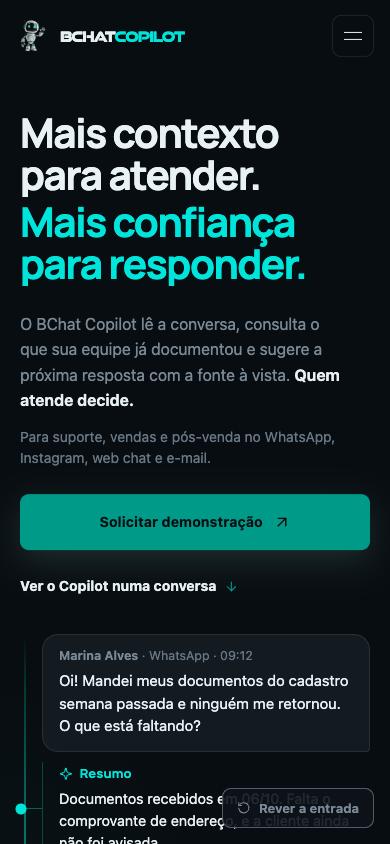 BCHATCOPILOT
Mais contexto
para atender.
Mais confiança
para responder.
O BChat Copilot lê a conversa, consulta o
que sua equipe já documentou e sugere a
próxima resposta com a fonte à vista. Quem
atende decide.
Para suporte, vendas e pós-venda no WhatsApp,
Instagram, web chat e e-mail.
Solicitar demonstração
Ver o Copilot numa conversa
Marina Alves · WhatsApp · 09:12
Oi! Mandei meus documentos do cadastro
semana passada e ninguém me retornou.
O que está faltando?
Resumo
Documentos recebidos em 06/10. Falta o
comprovante de endereço, e a cliente ainda
não foi avisada.
Rever a entrada